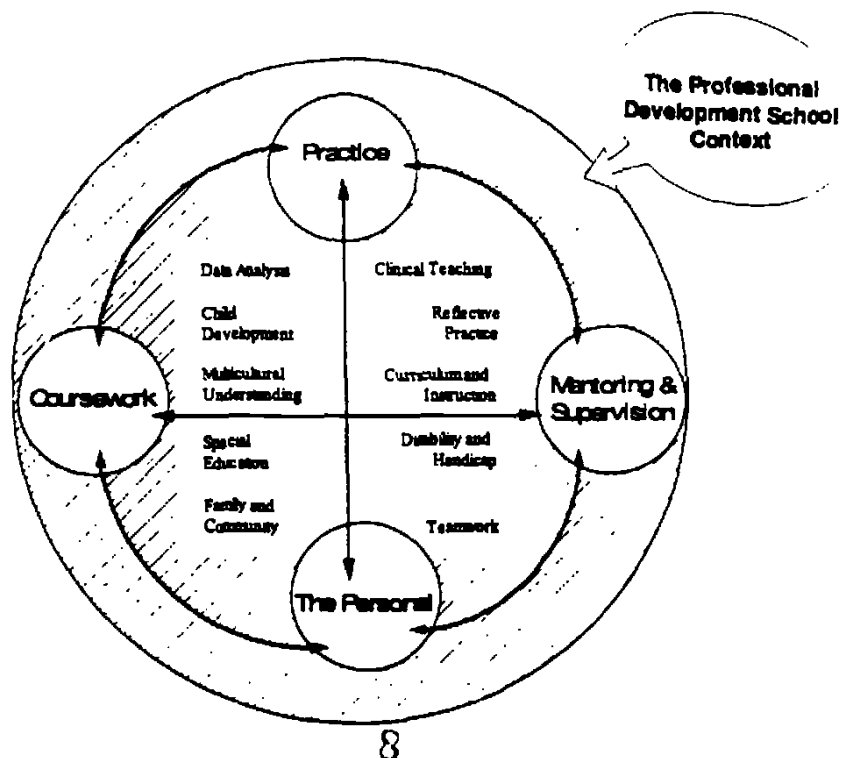 The Professional
Development School
Context
Practice
Data Analysis
Clinical Teaching
Child
Development
Reflective
Practice
Coursework
Multicultural
Understanding
Curriculum and
Instruction
Mentoring &
Supervision
Special
Education
Disability and
Handicap
Family and
Community
Teamwork
The Personal
8